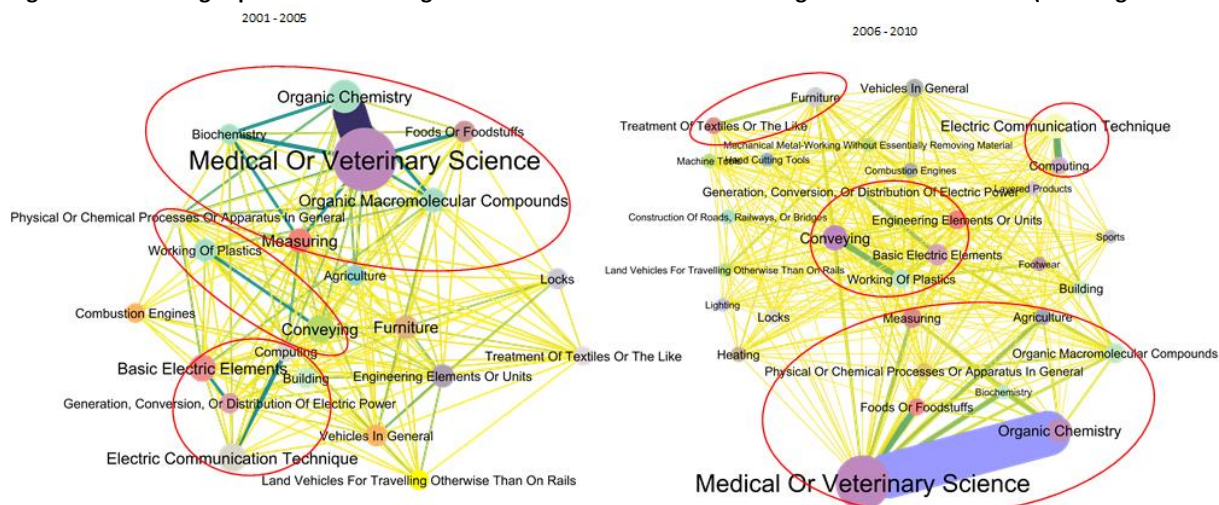 2001 - 2005
Organic Chemistry
Biochemistry
Foods Or Foodstuffs
Medical Or Veterinary Science
Organic Macromolecular Compounds
Physical Or Chemical Processes Or Apparatus In General
Measuring
Working Of Plastics
Agriculture
Locks
Combustion Engines
Conveying
Furniture
Computing
Treatment Of Textiles Or The Like
Basic Electric Elements
Building
Engineering Elements Or Units
Generation, Conversion, Or Distribution Of Electric Power
Vehicles In General
Electric Communication Technique
Land Vehicles For Travelling Otherwise Than On Rails
2006 - 2010
Vehicles In General
Furniture
Treatment Of Textiles Or The Like
Electric Communication Technique
Mechanical Metal-Working Without Essentially Removing Material
Machine Tools
Hand Cutting Tools
Computing
Combustion Engines
Generation, Conversion, Or Distribution Of Electric Power
Layered Products
Construction Of Roads, Railways, Or Bridges
Engineering Elements Or Units
Conveying
Sports
Basic Electric Elements
Land Vehicles For Travelling Otherwise Than On Rails
Footwear
Working Of Plastics
Building
Lighting
Locks
Measuring
Agriculture
Heating
Organic Macromolecular Compounds
Physical Or Chemical Processes Or Apparatus In General
Biochemistry
Foods Or Foodstuffs
Organic Chemistry
Medical Or Veterinary Science